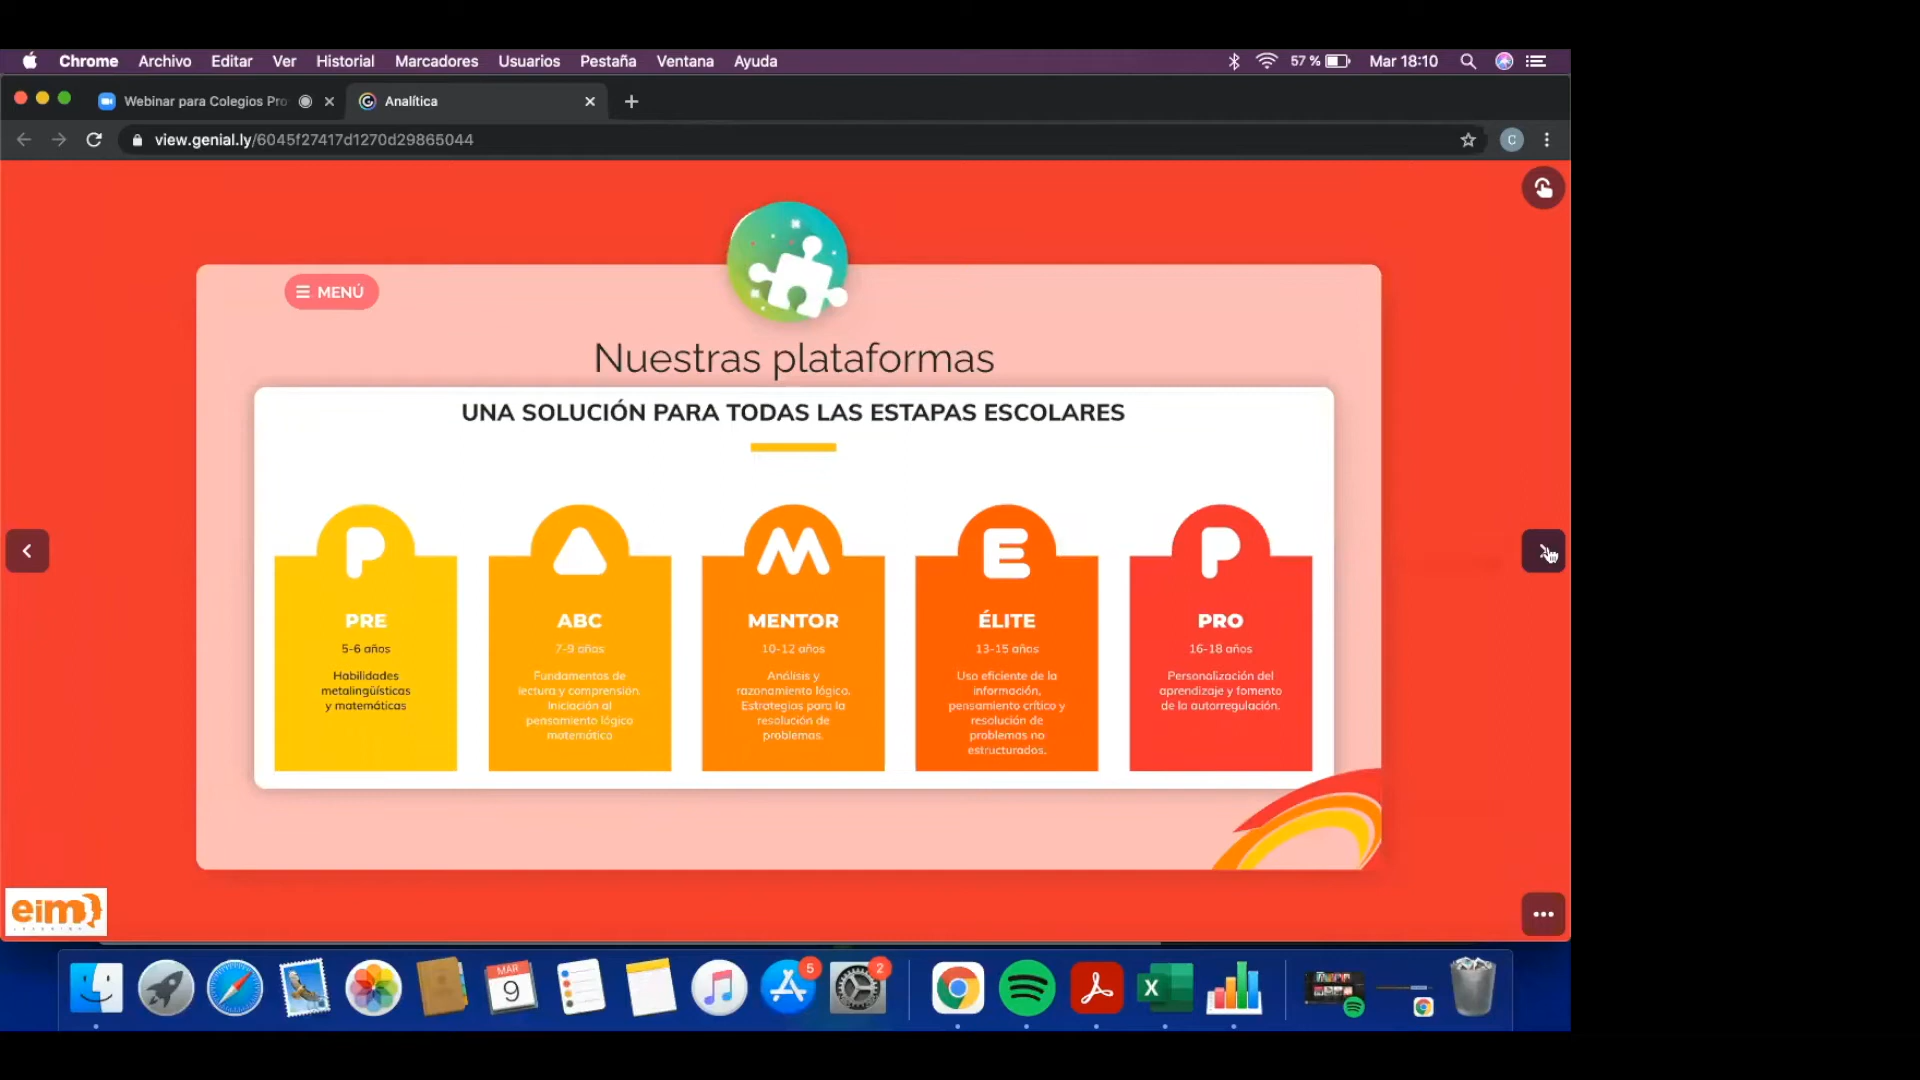 Chrome Archivo Editar Ver Historial Marcadores Usuarios Pestaña Ventana Ayuda 57 % Mar 18:10
Webinar para Colegios Pro Analítica
view.genial.ly/6045f27417d1270d29865044 C
MENÚ
Nuestras plataformas
UNA SOLUCIÓN PARA TODAS LAS ESTAPAS ESCOLARES
P
PRE
5-6 años
Habilidades
metalingüísticas
y matemáticas
ABC
7-9 años
Fundamentos de
lectura y comprensión.
Iniciación al
pensamiento lógico
matemático
M
MENTOR
10-12 años
Análisis y
razonamiento lógico.
Estrategias para la
resolución de
problemas.
E
ÉLITE
13-15 años
Uso eficiente de la
información,
pensamiento crítico y
resolución de
problemas no
estructurados.
P
PRO
16-18 años
Personalización del
aprendizaje y fomento
de la autorregulación.
eim
MAR
9
5
2
X